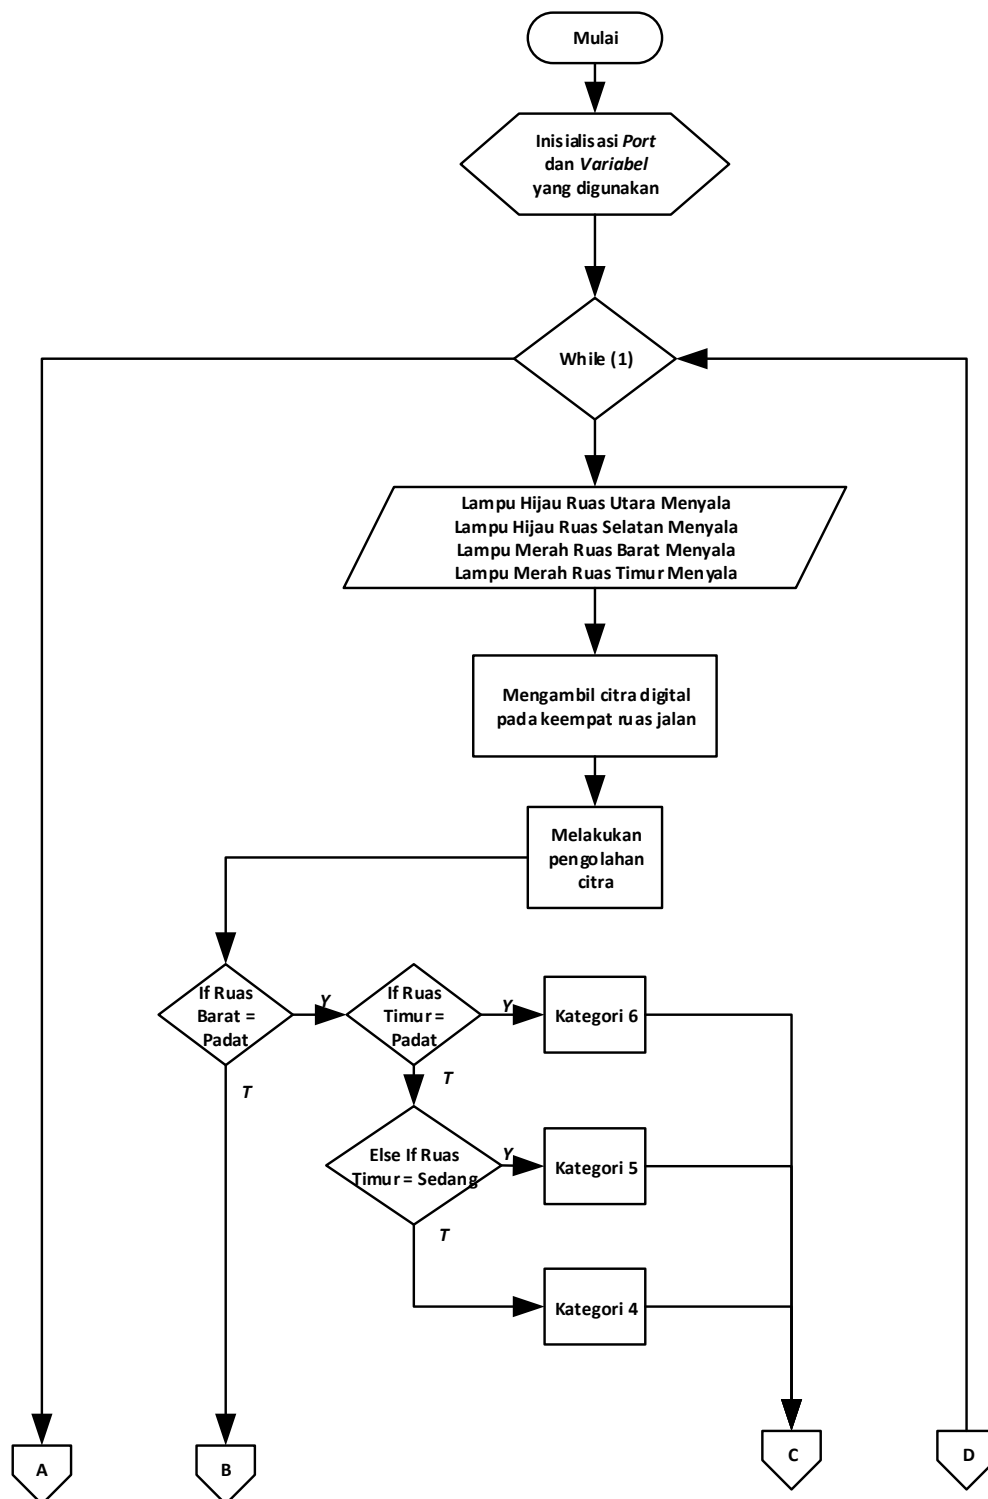 Mulai
Inisialisasi Port
dan Variabel
yang digunakan
While (1)
Lampu Hijau Ruas Utara Menyala
Lampu Hijau Ruas Selatan Menyala
Lampu Merah Ruas Barat Menyala
Lampu Merah Ruas Timur Menyala
Mengambil citra digital
pada keempat ruas jalan
Melakukan
pengolahan
citra
If Ruas
Barat =
Padat
Y
If Ruas
Timur =
Padat
Y
Kategori 6
T
T
Else If Ruas
Timur = Sedang
Y
Kategori 5
T
Kategori 4
A
B
C
D